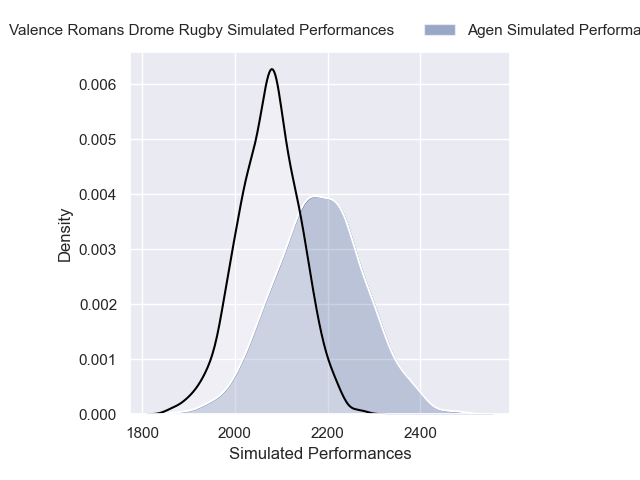 Valence Romans Drome Rugby Simulated Performances
Agen Simulated Performa
0.006
0.005
0.004
0.003
0.002
0.001
0.000
Density
1800 2000 2200 2400
Simulated Performances